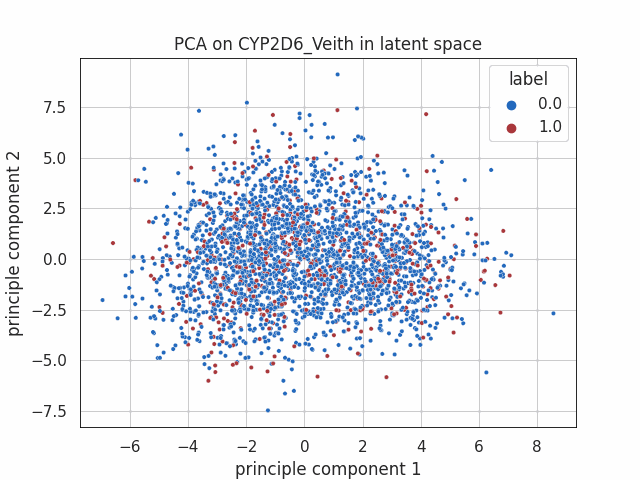 PCA on CYP2D6_Veith in latent space
label
0.0
1.0
principle component 2
7.5
5.0
2.5
0.0
−2.5
−5.0
−7.5
−6 −4 −2 0 2 4 6 8
principle component 1